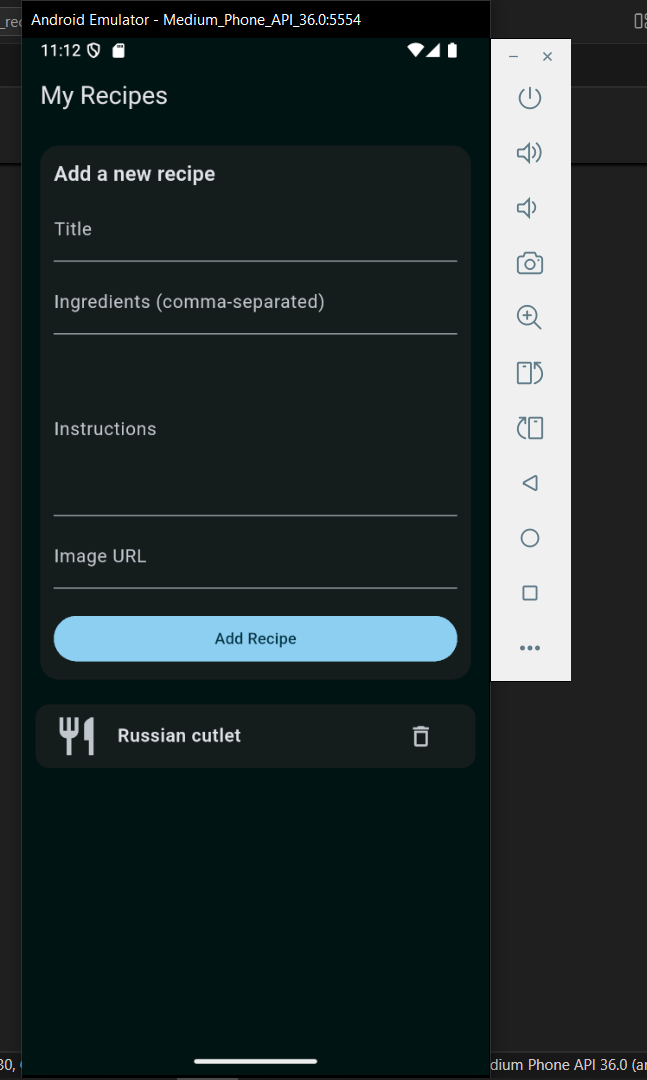 Android Emulator - Medium_Phone_API_36.0:5554
11:12
My Recipes
Add a new recipe
Title
Ingredients (comma-separated)
Instructions
Image URL
Add Recipe
Russian cutlet
dium Phone API 36.0 (a